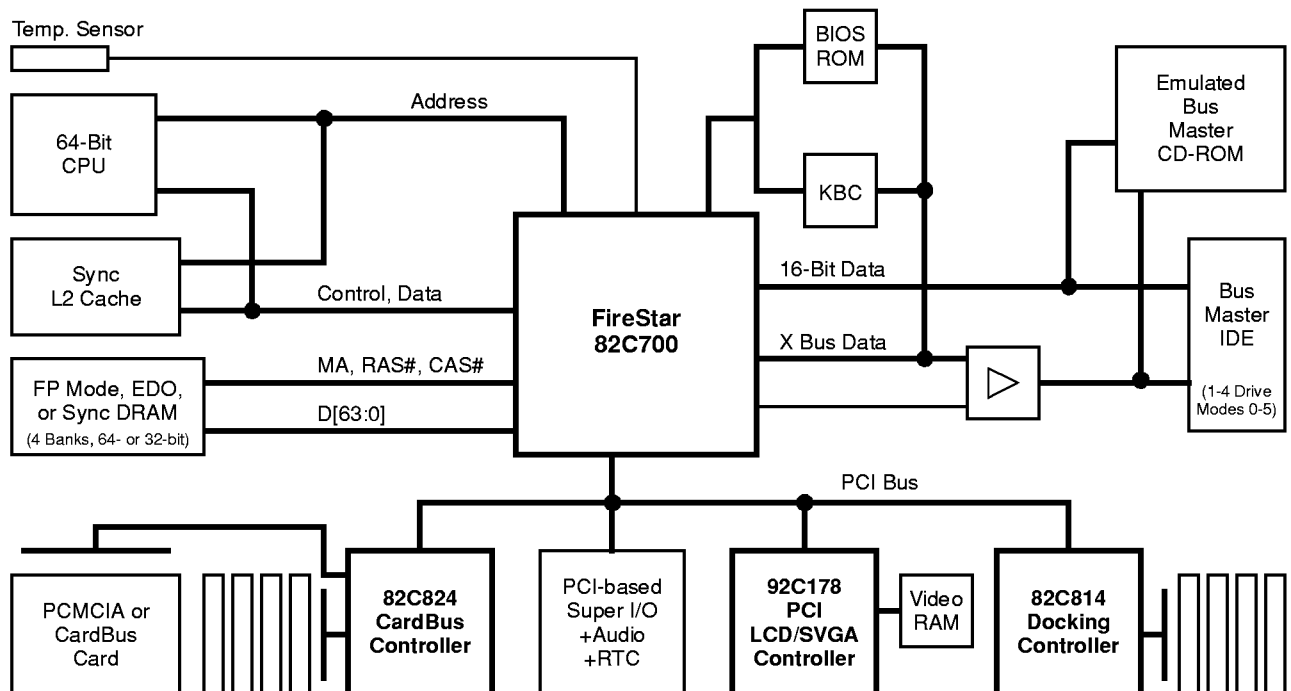 Temp. Sensor
BIOS
ROM
Emulated
Bus
Master
CD-ROM
64-Bit
CPU
Address
KBC
Sync
L2 Cache
Control, Data
FireStar
82C700
16-Bit Data
X Bus Data
Bus
Master
IDE
(1-4 Drive
Modes 0-5)
FP Mode, EDO,
or Sync DRAM
(4 Banks, 64- or 32-bit)
MA, RAS#, CAS#
D[63:0]
PCI Bus
PCMCIA or
CardBus
Card
82C824
CardBus
Controller
PCI-based
Super I/O
+Audio
+RTC
92C178
PCI
LCD/SVGA
Controller
Video
RAM
82C814
Docking
Controller